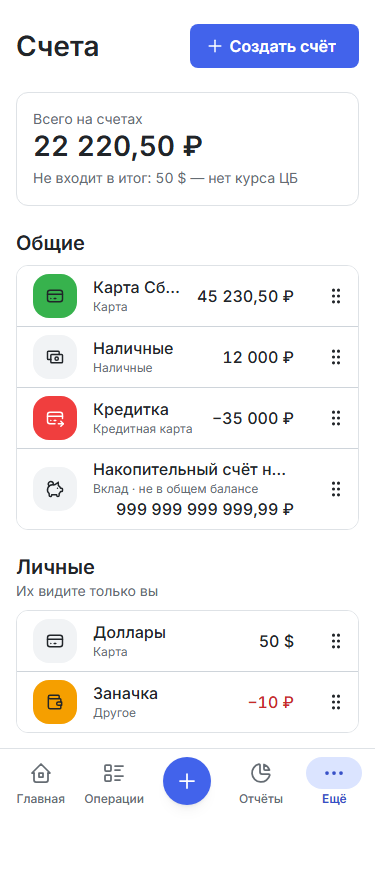 Счета
Создать счёт
Всего на счетах
22 220,50 ₽
Не входит в итог: 50 $ — нет курса ЦБ
Общие
Карта Сб...
45 230,50 ₽
Карта
Наличные
12 000 ₽
Наличные
Кредитка
−35 000 ₽
Кредитная карта
Накопительный счёт н...
Вклад · не в общем балансе
999 999 999 999,99 ₽
Личные
Их видите только вы
Доллары
50 $
Карта
Заначка
−10 ₽
Другое
Главная
Операции
Отчёты
Ещё